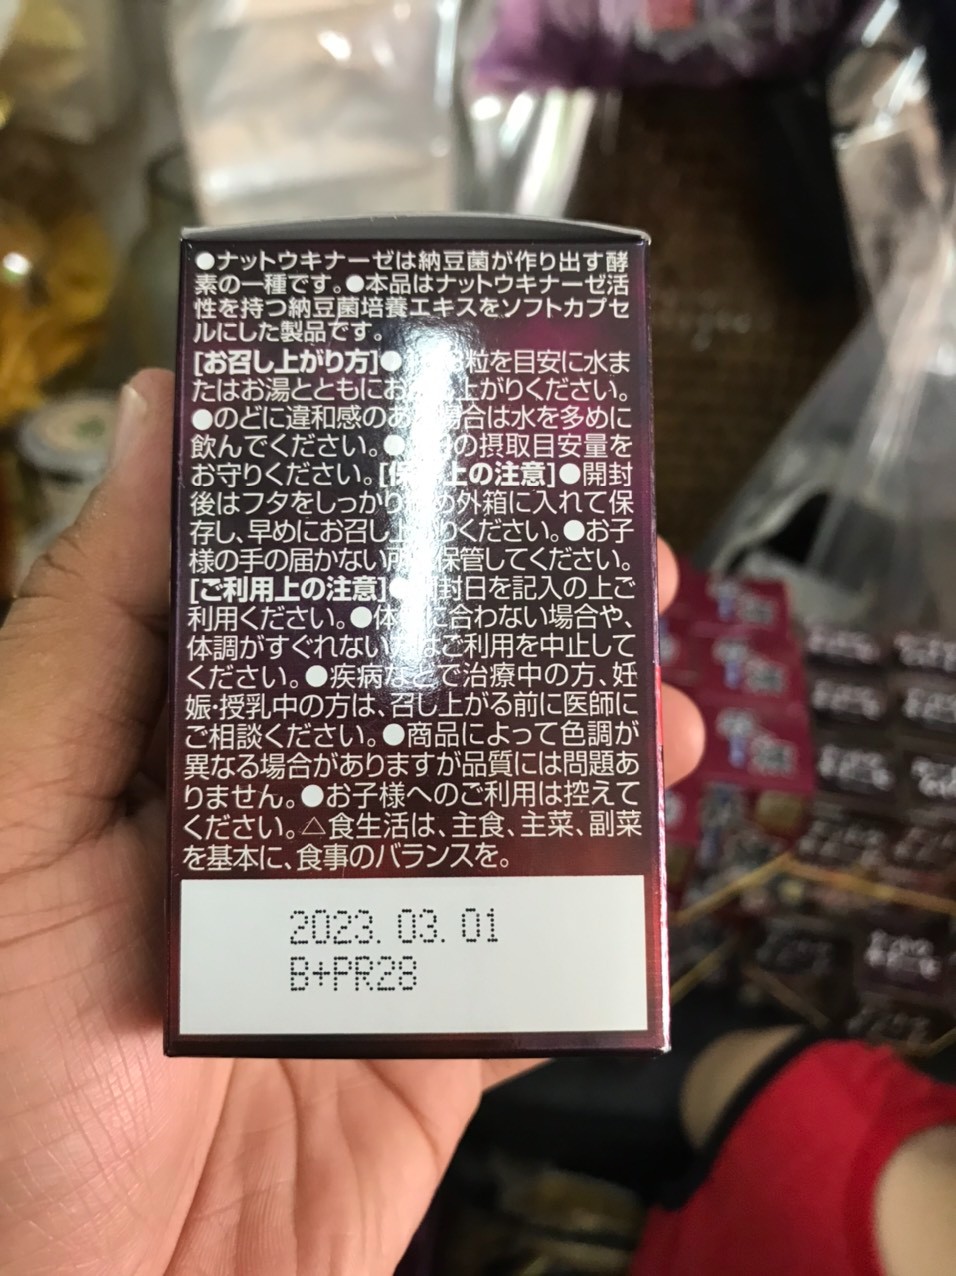 ●ナットウキナーゼは納豆菌が作り出す酵
素の一種です。●本品はナットウキナーゼ活
性を持つ納豆菌培養エキスをソフトカプセ
ルにした製品です。
[お召し上がり方]● 粒を目安に水ま
たはお湯とともにお 上がりください。
●のどに違和感のあ 場合は水を多めに
飲んでください。● の摂取目安量を
お守りください。[保 上の注意]●開封
後はフタをしっかり め外箱に入れて保
存し、早めにお召し上 りください。●お子
様の手の届かない所 保管してください。
[ご利用上の注意]● 封日を記入の上ご
利用ください。●体 に合わない場合や、
体調がすぐれない はご利用を中止して
ください。●疾病などで治療中の方、妊
娠・授乳中の方は、召し上がる前に医師に
ご相談ください。●商品によって色調が
異なる場合がありますが品質には問題あ
りません。●お子様へのご利用は控えて
ください。△食生活は、主食、主菜、副菜
を基本に、食事のバランスを。
2023.03.01
B+PR28